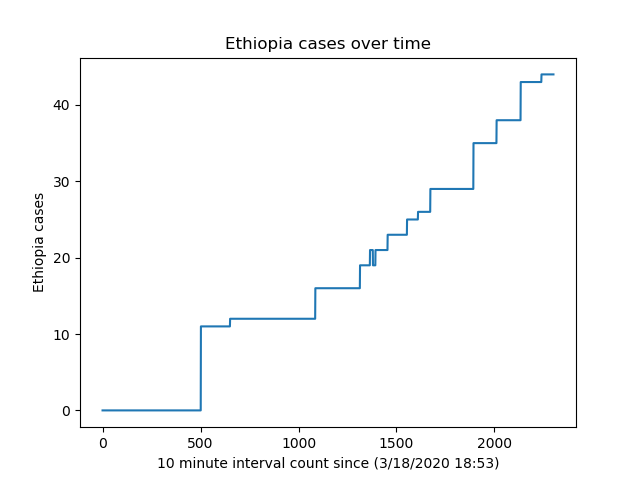 Ethiopia cases over time
Ethiopia cases
40
30
20
10
0
0 500 1000 1500 2000
10 minute interval count since (3/18/2020 18:53)